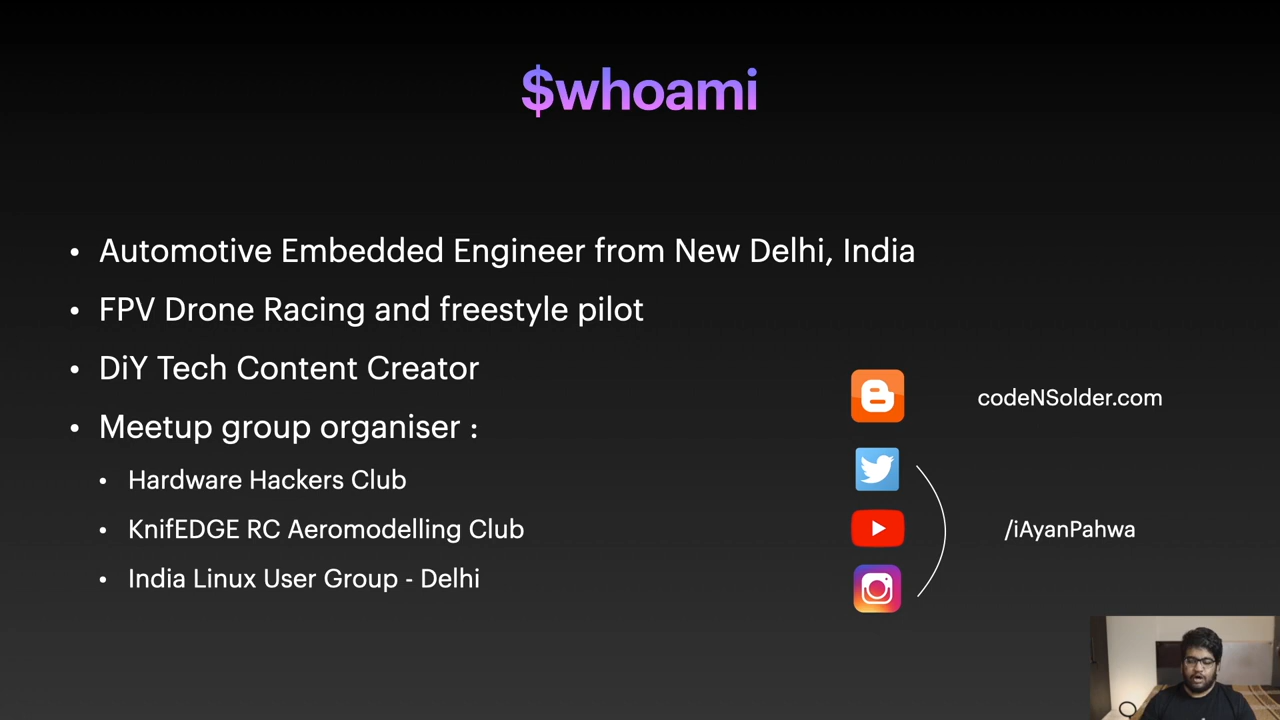 $whoami
Automotive Embedded Engineer from New Delhi, India
FPV Drone Racing and freestyle pilot
DiY Tech Content Creator
Meetup group organiser :
Hardware Hackers Club
KnifEDGE RC Aeromodelling Club
India Linux User Group - Delhi
codeNSolder.com
/iAyanPahwa